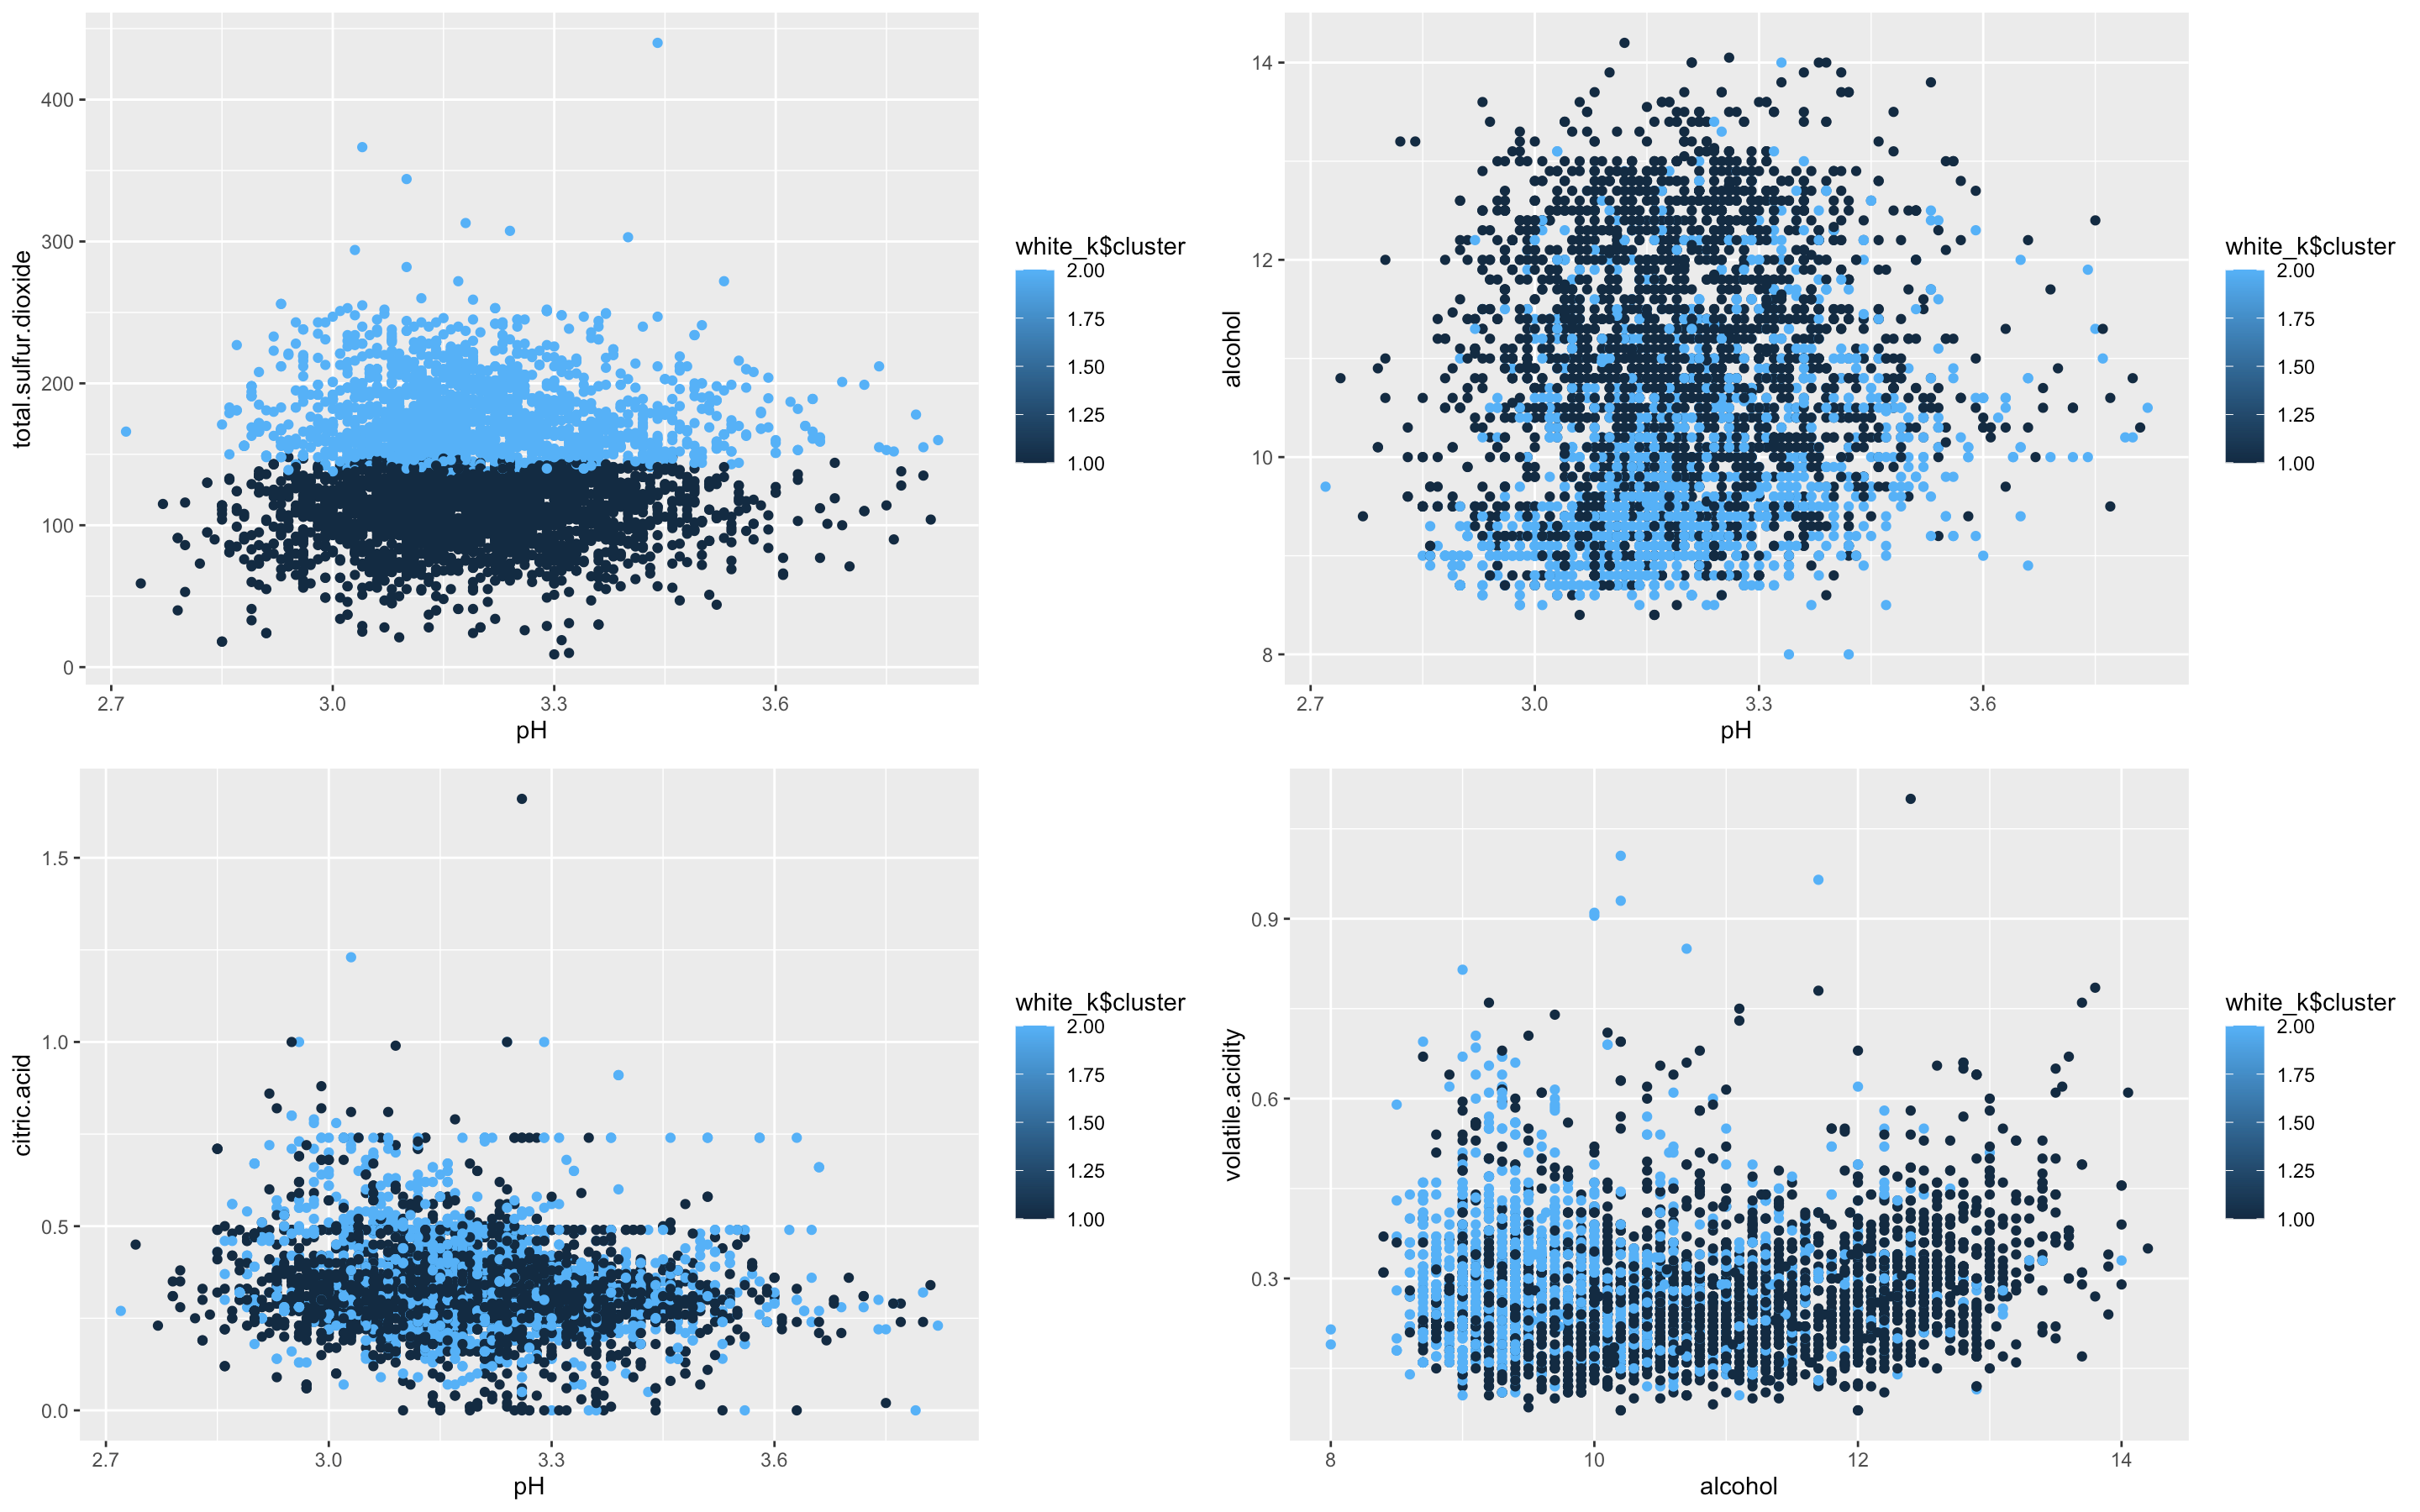 total.sulfur.dioxide
400
300
200
100
0
2.7 3.0 3.3 3.6
pH
white_k$cluster
2.00
1.75
1.50
1.25
1.00
alcohol
14
12
10
8
2.7 3.0 3.3 3.6
pH
white_k$cluster
2.00
1.75
1.50
1.25
1.00
citric.acid
1.5
1.0
0.5
0.0
2.7 3.0 3.3 3.6
pH
white_k$cluster
2.00
1.75
1.50
1.25
1.00
volatile.acidity
0.9
0.6
0.3
8 10 12 14
alcohol
white_k$cluster
2.00
1.75
1.50
1.25
1.00